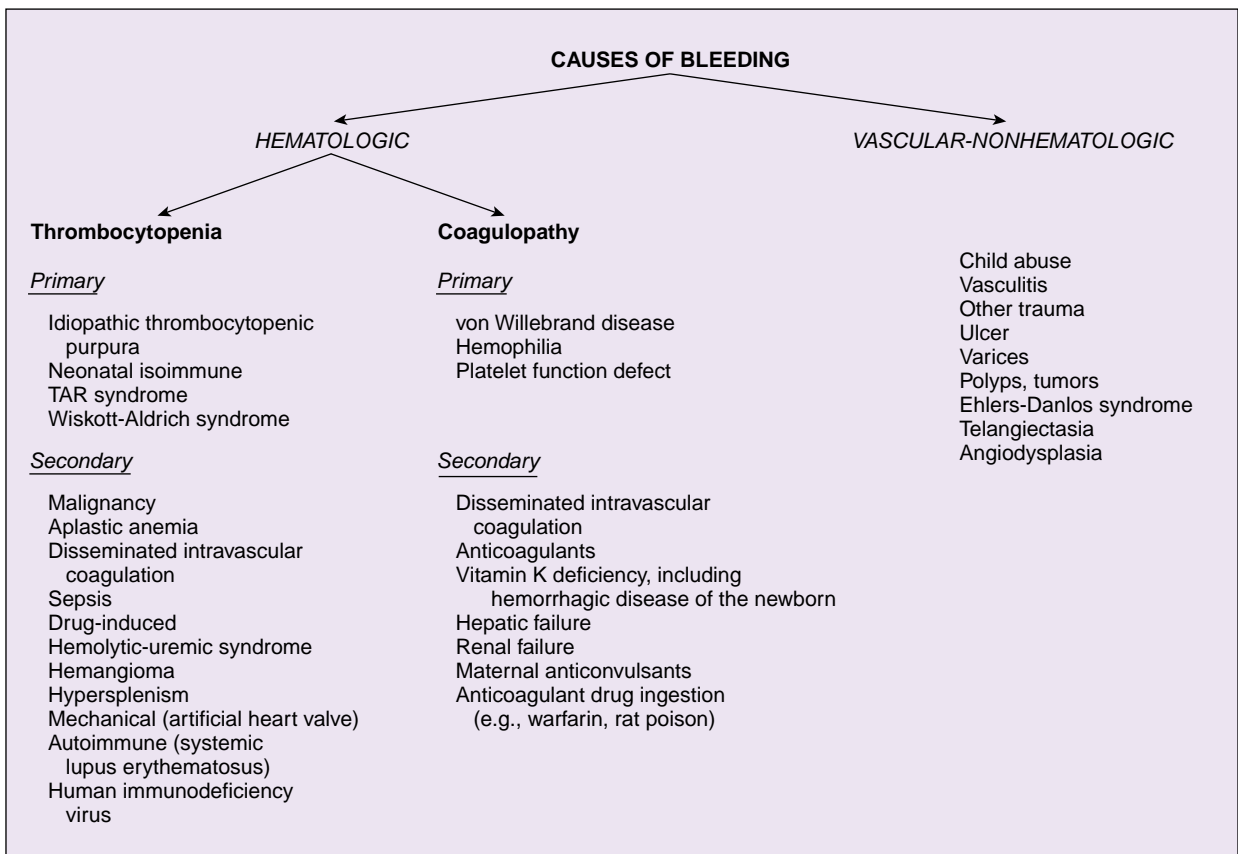 CAUSES OF BLEEDING
HEMATOLOGIC
VASCULAR-NONHEMATOLOGIC
Thrombocytopenia
Primary
Idiopathic thrombocytopenic
purpura
Neonatal isoimmune
TAR syndrome
Wiskott-Aldrich syndrome
Secondary
Malignancy
Aplastic anemia
Disseminated intravascular
coagulation
Sepsis
Drug-induced
Hemolytic-uremic syndrome
Hemangioma
Hypersplenism
Mechanical (artificial heart valve)
Autoimmune (systemic
lupus erythematosus)
Human immunodeficiency
virus
Coagulopathy
Primary
von Willebrand disease
Hemophilia
Platelet function defect
Secondary
Disseminated intravascular
coagulation
Anticoagulants
Vitamin K deficiency, including
hemorrhagic disease of the newborn
Hepatic failure
Renal failure
Maternal anticonvulsants
Anticoagulant drug ingestion
(e.g., warfarin, rat poison)
Child abuse
Vasculitis
Other trauma
Ulcer
Varices
Polyps, tumors
Ehlers-Danlos syndrome
Telangiectasia
Angiodysplasia